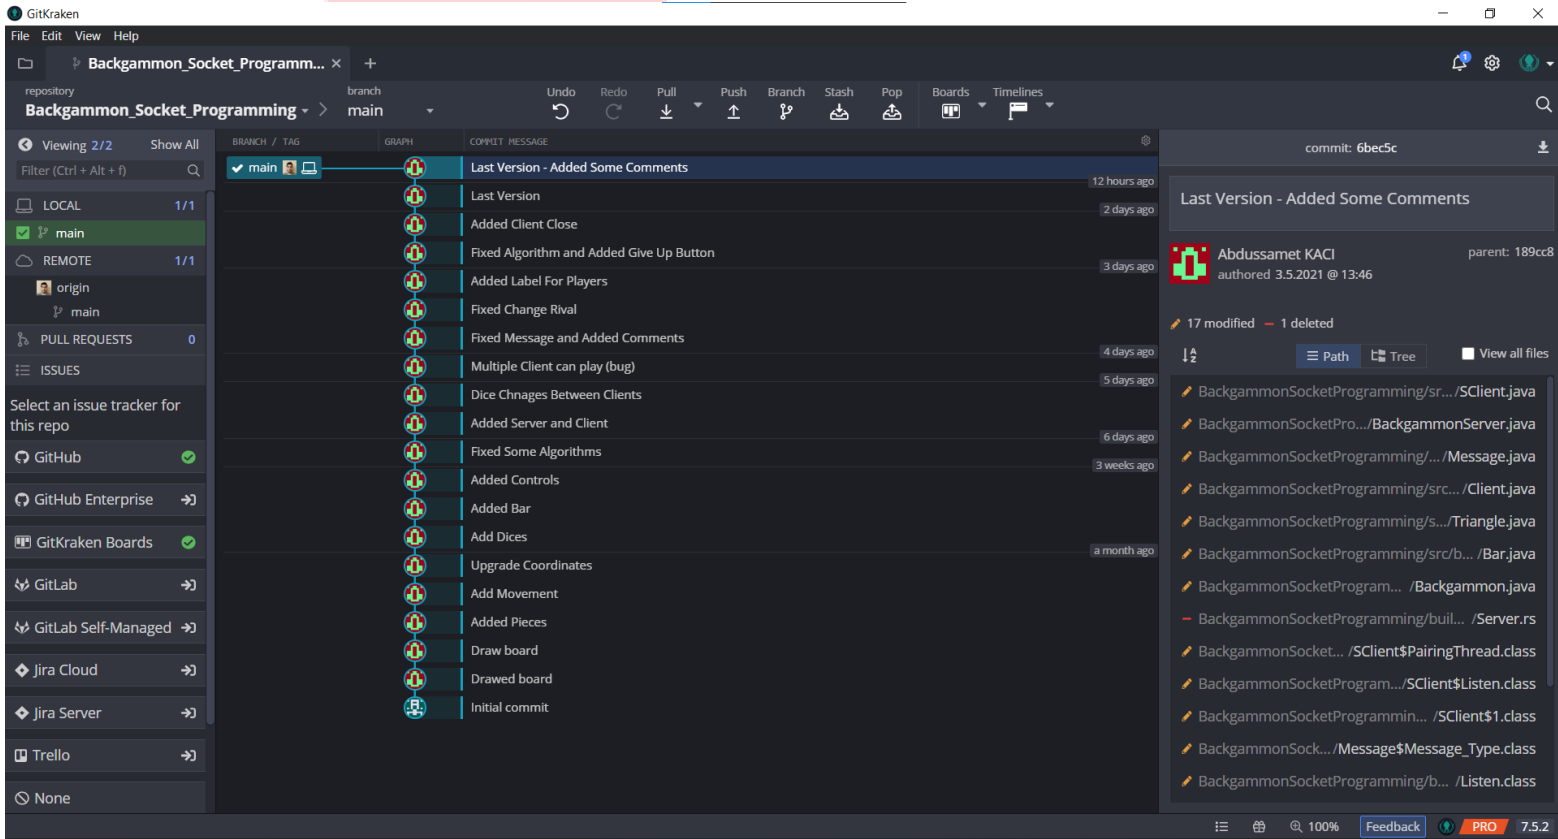 GitKraken
File Edit View Help
Backgammon_Socket_Programm...
repository
Backgammon_Socket_Programming
branch
main
Undo Redo Pull Push Branch Stash Pop Boards Timelines
Viewing 2/2 Show All
Filter (Ctrl + Alt + f)
LOCAL 1/1
main
REMOTE 1/1
origin
main
PULL REQUESTS 0
ISSUES
Select an issue tracker for
this repo
GitHub
GitHub Enterprise
GitKraken Boards
GitLab
GitLab Self-Managed
Jira Cloud
Jira Server
Trello
None
BRANCH / TAG GRAPH COMMIT MESSAGE
main Last Version - Added Some Comments
12 hours ago
Last Version
2 days ago
Added Client Close
Fixed Algorithm and Added Give Up Button
3 days ago
Added Label For Players
Fixed Change Rival
Fixed Message and Added Comments
4 days ago
Multiple Client can play (bug)
5 days ago
Dice Chnages Between Clients
Added Server and Client
6 days ago
Fixed Some Algorithms
3 weeks ago
Added Controls
Added Bar
Add Dices
a month ago
Upgrade Coordinates
Add Movement
Added Pieces
Draw board
Drawed board
Initial commit
commit: 6bec5c
Last Version - Added Some Comments
Abdussamet KACI parent: 189cc8
authored 3.5.2021 @ 13:46
17 modified 1 deleted
Path Tree View all files
BackgammonSocketProgramming/sr.../SClient.java
BackgammonSocketPro.../BackgammonServer.java
BackgammonSocketProgramming/... /Message.java
BackgammonSocketProgramming/src... /Client.java
BackgammonSocketProgramming/s.../Triangle.java
BackgammonSocketProgramming/src/b... /Bar.java
BackgammonSocketProgram... /Backgammon.java
BackgammonSocketProgramming/buil... /Server.rs
BackgammonSocket... /SClient$PairingThread.class
BackgammonSocketProgram.../SClient$Listen.class
BackgammonSocketProgrammin... /SClient$1.class
BackgammonSock.../Message$Message_Type.class
BackgammonSocketProgramming/b... /Listen.class
100% Feedback PRO 7.5.2